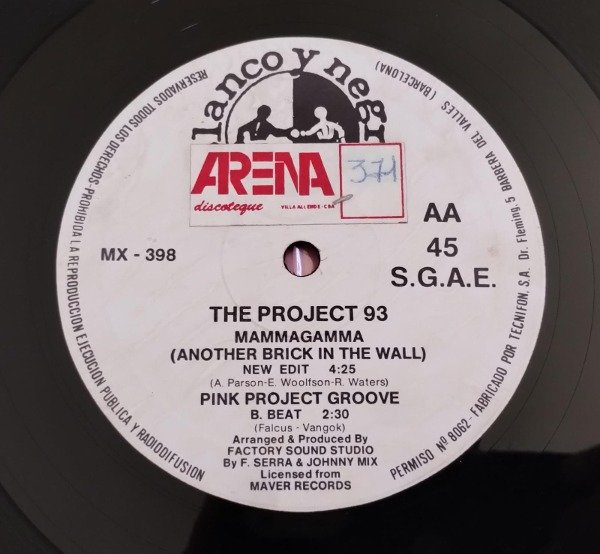 lanco y neg
ARENA
discoteque
VILLA ALLENDE - CBA
371
AA
MX - 398
45
S.G.A.E.
THE PROJECT 93
MAMMAGAMMA
(ANOTHER BRICK IN THE WALL)
NEW EDIT 4:25
(A. Parson-E. Woolfson-R. Waters)
PINK PROJECT GROOVE
B. BEAT 2:30
(Falcus - Vangok)
Arranged & Produced By
FACTORY SOUND STUDIO
By F. SERRA & JOHNNY MIX
Licensed from
MAVER RECORDS
RESERVADOS TODOS LOS DERECHOS-PROHIBIDA LA REPRODUCCION EJECUCION PUBLICA Y RADIODIFUSION
PERMISO Nº 8062 - FABRICADO POR TECNIFON, S.A. Dr. Fleming, 5 BARBERA DEL VALLES (BARCELONA)